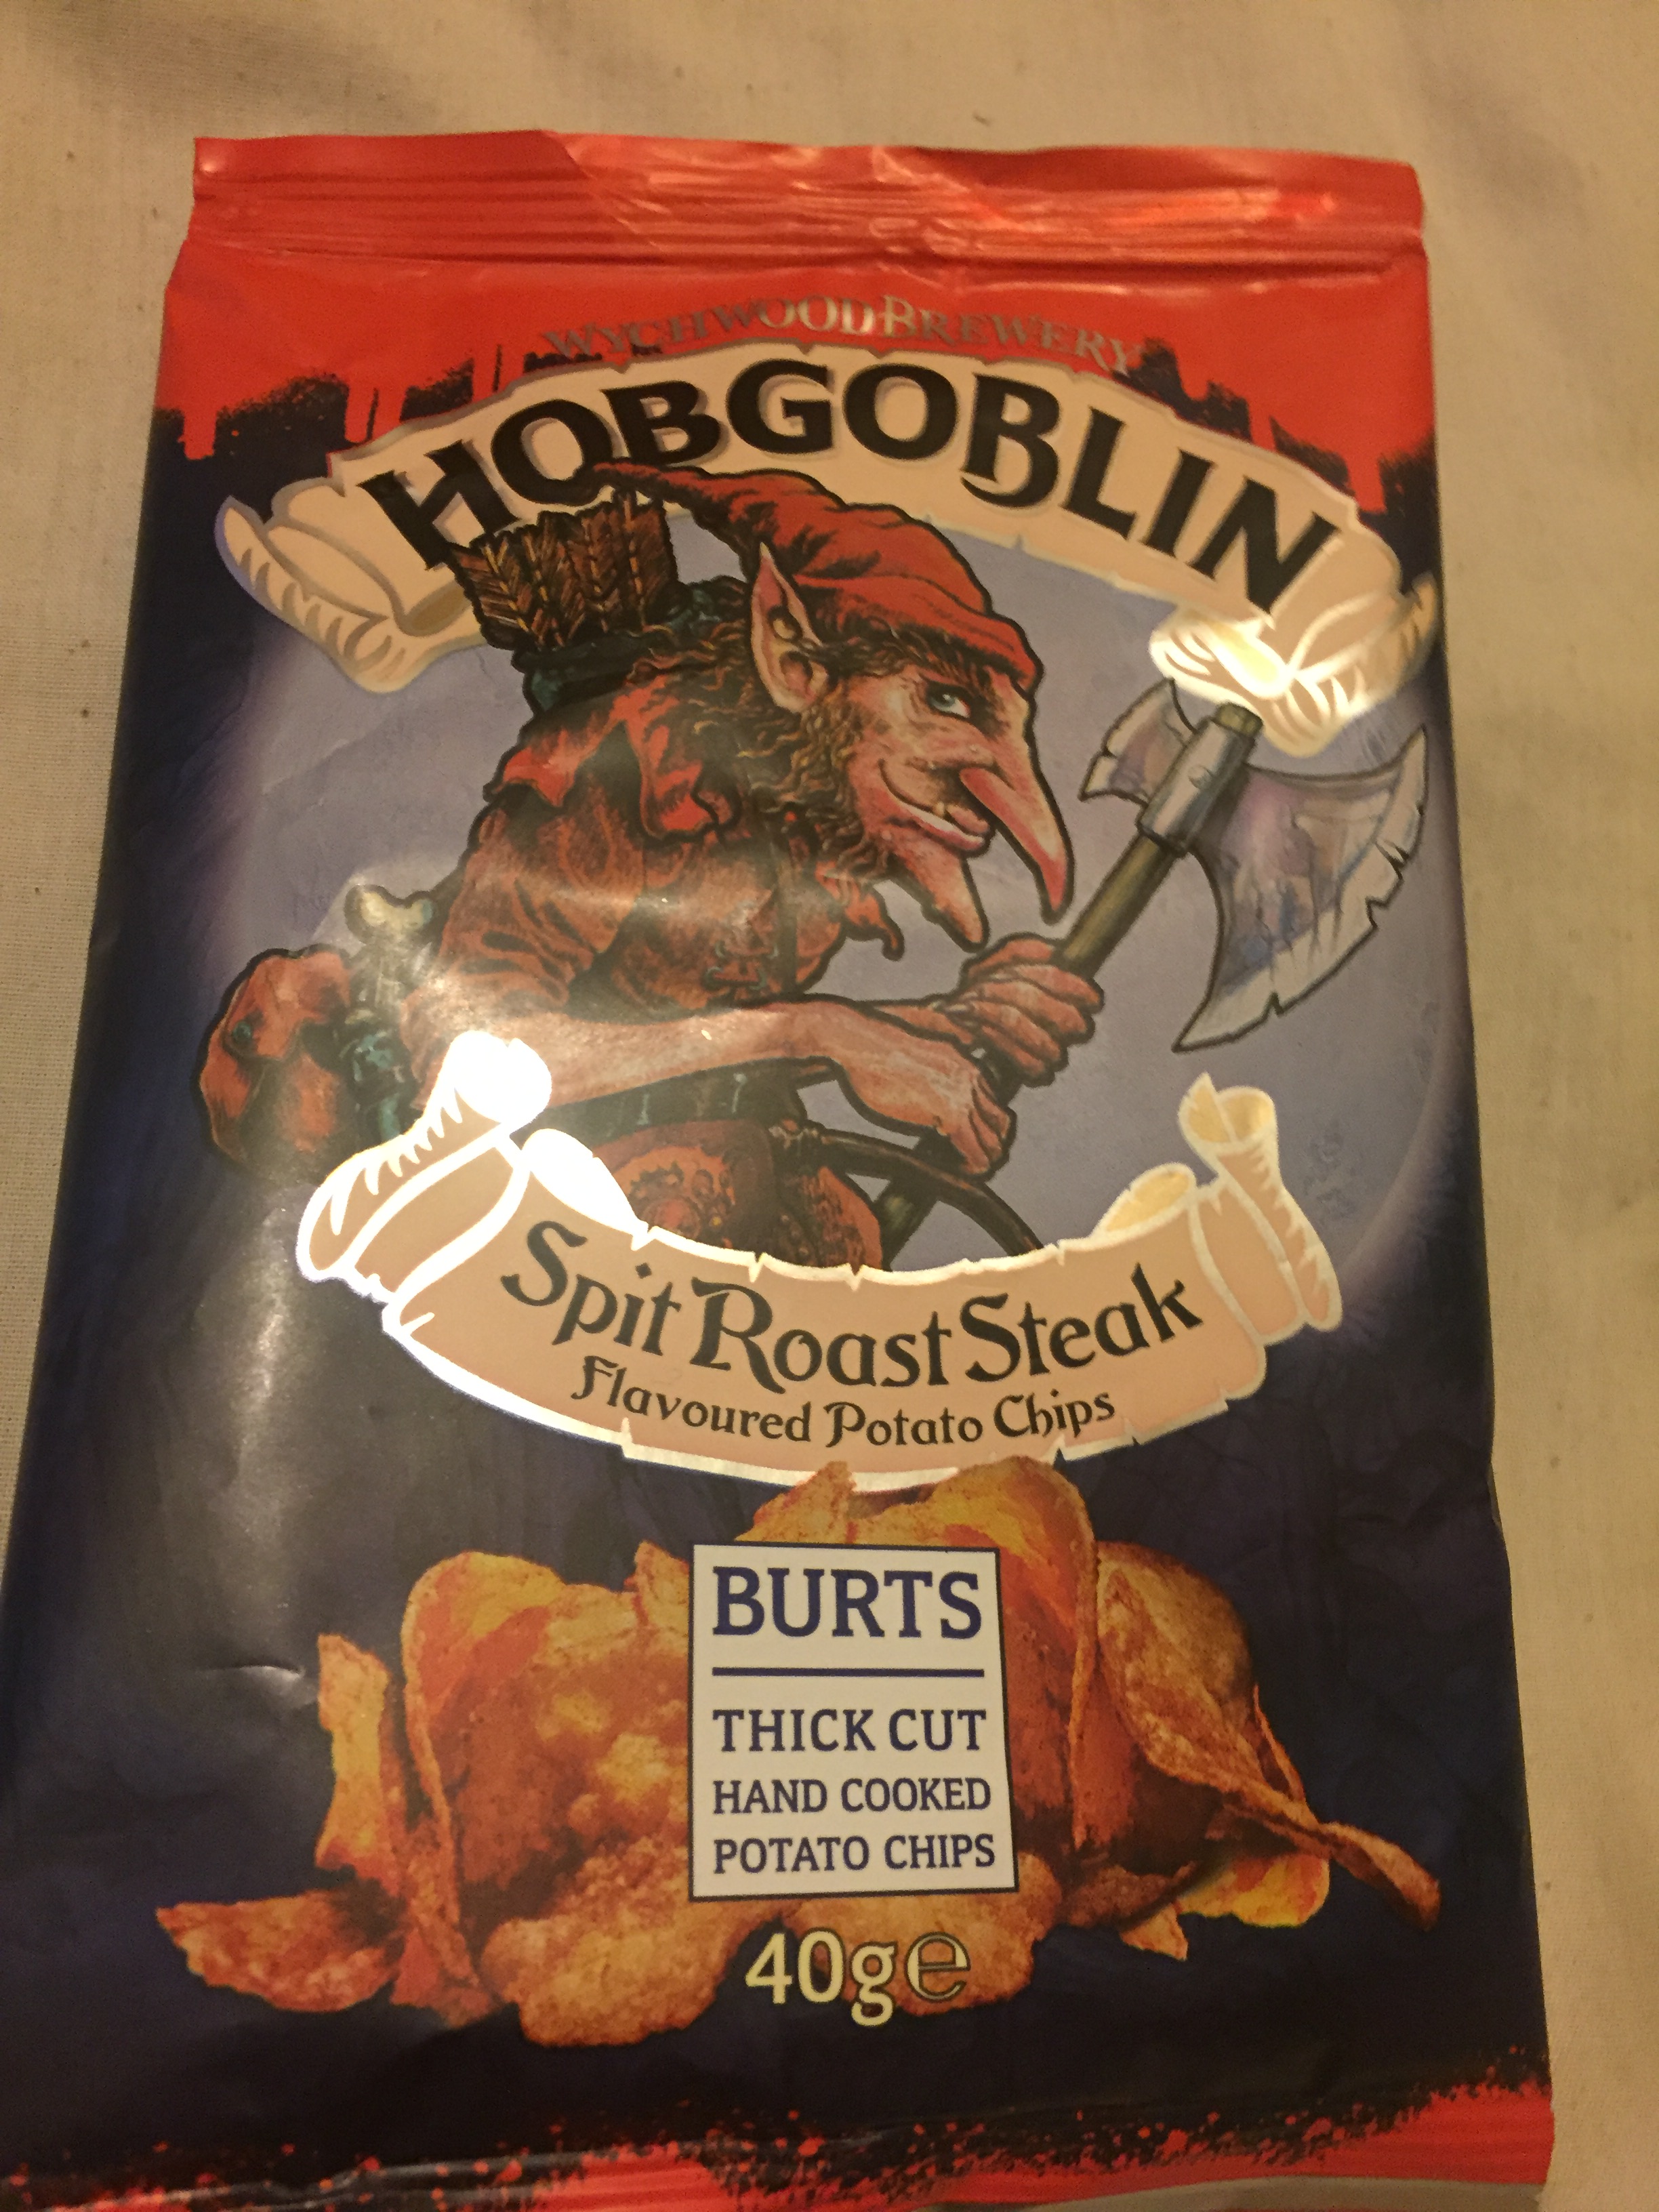 WYCHWOOD BREWERY
HOBGOBLIN
Spit Roast Steak
Flavoured Potato Chips
BURTS
THICK CUT
HAND COOKED
POTATO CHIPS
40g℮